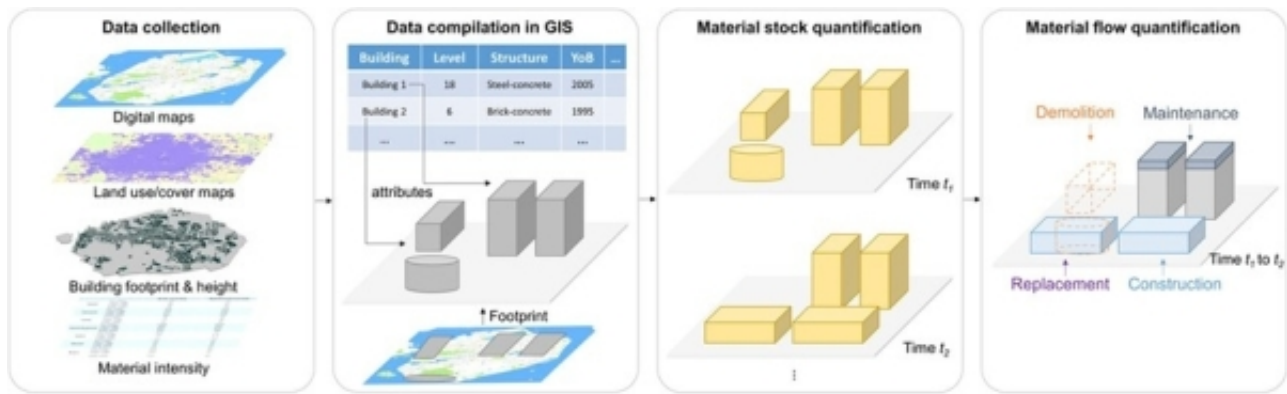 Data collection
Digital maps
Land use/cover maps
Building footprint & height
Material intensity
Data compilation in GIS
Building Level Structure YoB ...
Building 1 18 Steel-concrete 2005
Building 2 6 Brick-concrete 1995
... ... ... ...
attributes
Footprint
Material stock quantification
Time t1
Time t2
⋮
Material flow quantification
Demolition Maintenance
Time t1 to t2
Replacement Construction